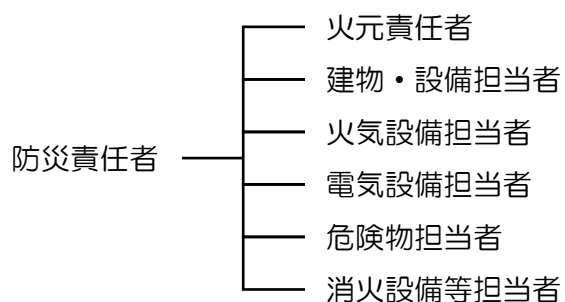 火元責任者
建物・設備担当者
火気設備担当者
防災責任者
電気設備担当者
危険物担当者
消火設備等担当者